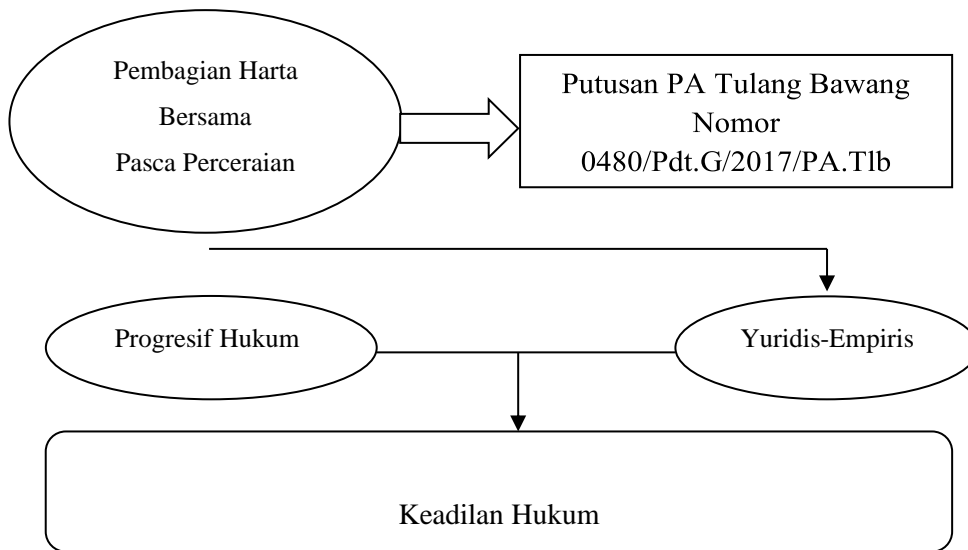 Pembagian Harta
Bersama
Pasca Perceraian
Putusan PA Tulang Bawang
Nomor
0480/Pdt.G/2017/PA.Tlb
Progresif Hukum
Yuridis-Empiris
Keadilan Hukum